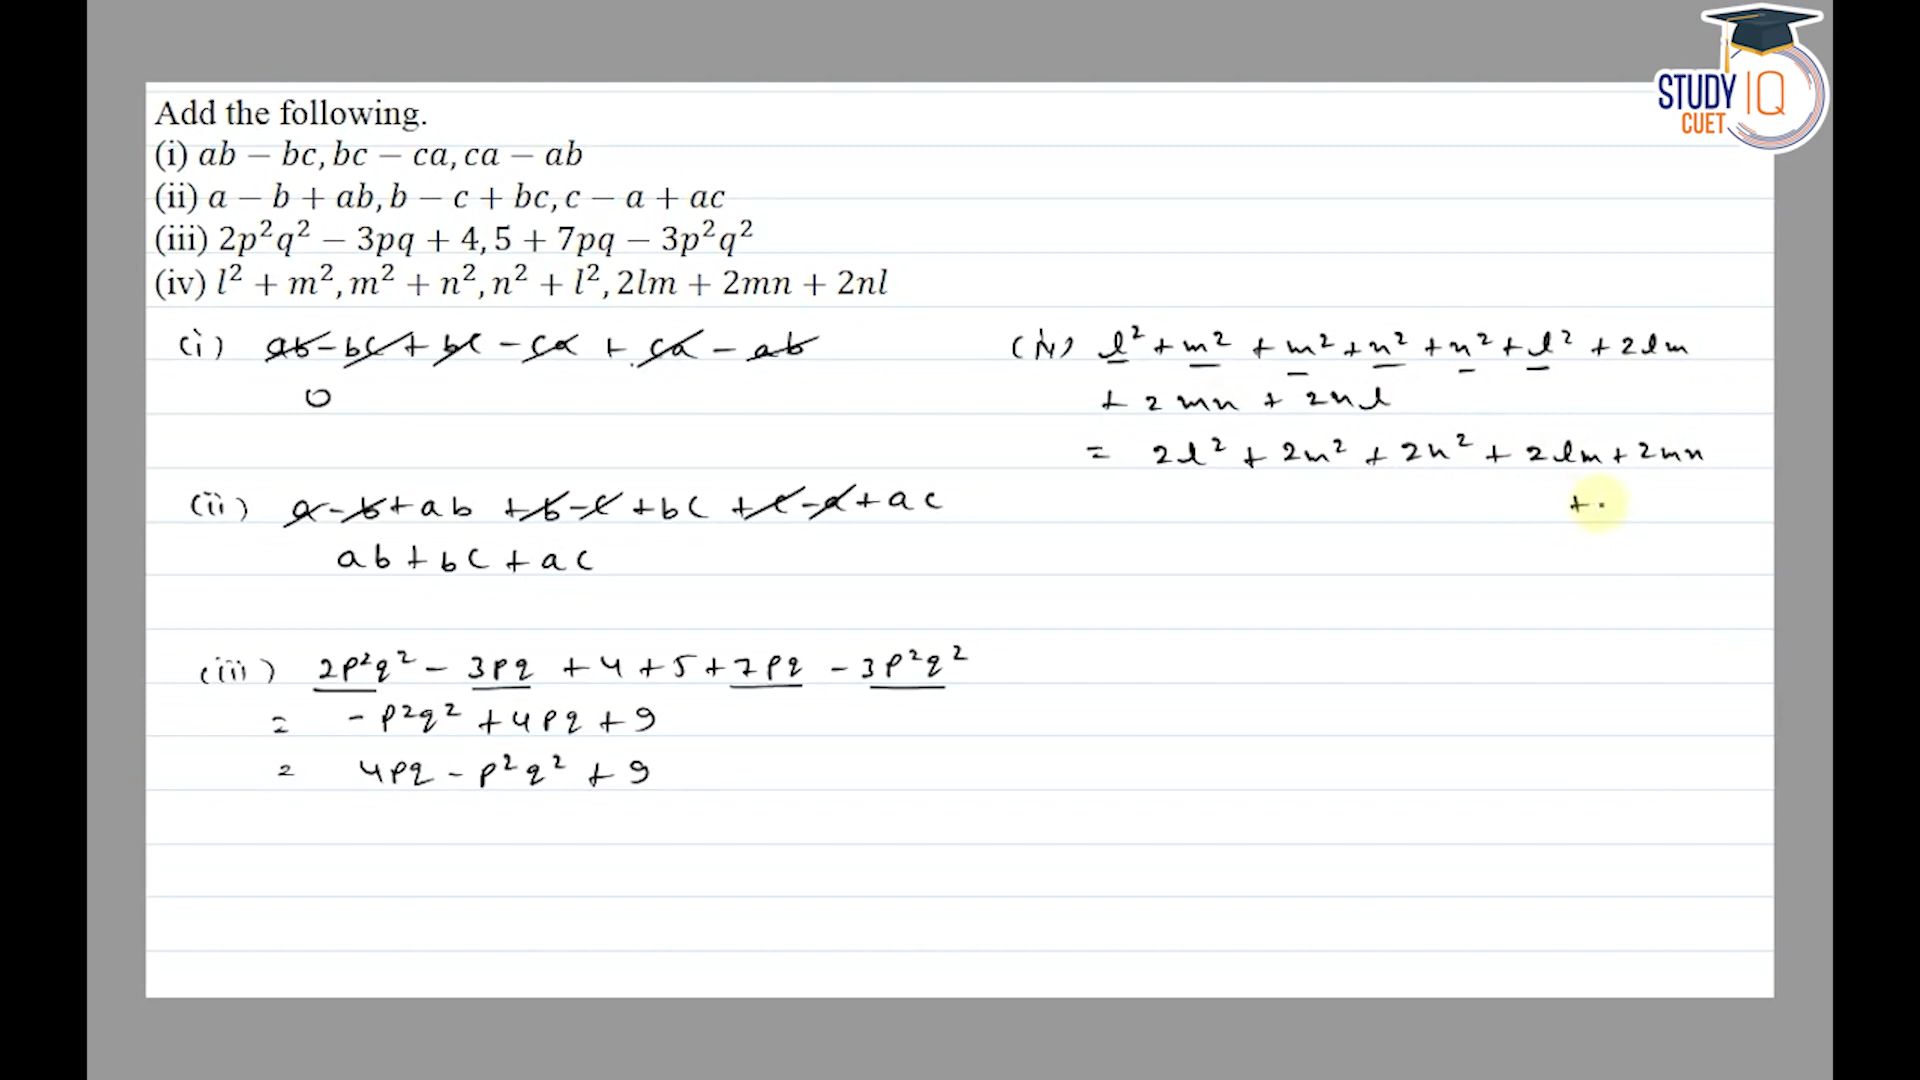 STUDY IQ
CUET
Add the following.
(i) ab − bc, bc − ca, ca − ab
(ii) a − b + ab, b − c + bc, c − a + ac
(iii) 2p²q² − 3pq + 4, 5 + 7pq − 3p²q²
(iv) l² + m², m² + n², n² + l², 2lm + 2mn + 2nl
(i) ab - bc + bc - ca + ca - ab
0
(ii) a - b + ab + b - c + bc + c - a + ac
ab + bc + ac
(iii) 2p²q² - 3pq + 4 + 5 + 7pq - 3p²q²
= - p²q² + 4pq + 9
= 4pq - p²q² + 9
(iv) l² + m² + m² + n² + n² + l² + 2lm
+ 2mn + 2nl
= 2l² + 2m² + 2n² + 2lm + 2mn
+